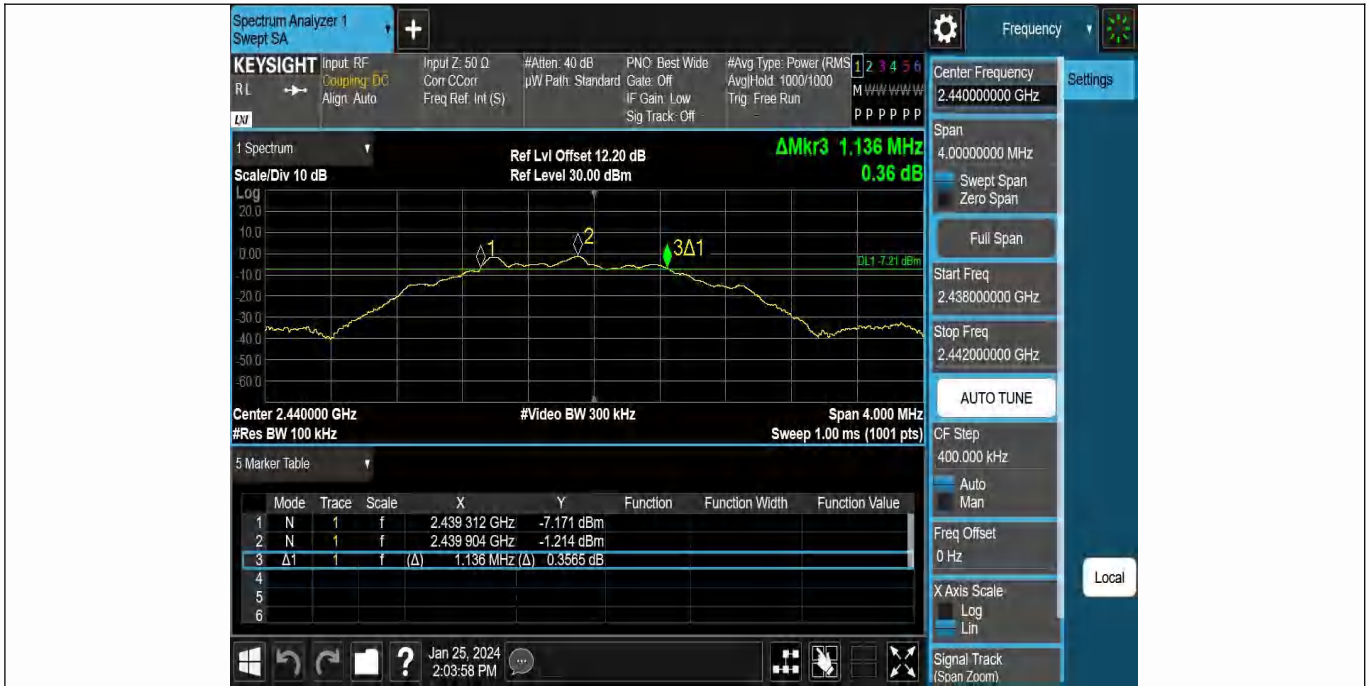 Spectrum Analyzer 1
Swept SA
+
Frequency
KEYSIGHT
RL
LXI
Input: RF
Coupling: DC
Align: Auto
Input Z: 50 Ω
Corr CCorr
Freq Ref: Int (S)
#Atten: 40 dB
µW Path: Standard
PNO: Best Wide
Gate: Off
IF Gain: Low
Sig Track: Off
#Avg Type: Power (RMS
Avg|Hold: 1000/1000
Trig: Free Run
1 2 3 4 5 6
M W W W W W
P P P P P P
1 Spectrum
Scale/Div 10 dB
Ref Lvl Offset 12.20 dB
Ref Level 30.00 dBm
ΔMkr3 1.136 MHz
0.36 dB
Log
20.0
10.0
0.00
-10.0
-20.0
-30.0
-40.0
-50.0
-60.0
1
2
3Δ1
DL1 -7.21 dBm
Center 2.440000 GHz
#Res BW 100 kHz
#Video BW 300 kHz
Span 4.000 MHz
Sweep 1.00 ms (1001 pts)
5 Marker Table
Mode Trace Scale X Y Function Function Width Function Value
1 N 1 f 2.439 312 GHz -7.171 dBm
2 N 1 f 2.439 904 GHz -1.214 dBm
3 Δ1 1 f (Δ) 1.136 MHz (Δ) 0.3565 dB
4
5
6
?
Jan 25, 2024
2:03:58 PM
Center Frequency
2.440000000 GHz
Settings
Span
4.00000000 MHz
Swept Span
Zero Span
Full Span
Start Freq
2.438000000 GHz
Stop Freq
2.442000000 GHz
AUTO TUNE
CF Step
400.000 kHz
Auto
Man
Freq Offset
0 Hz
X Axis Scale
Log
Lin
Local
Signal Track
(Span Zoom)